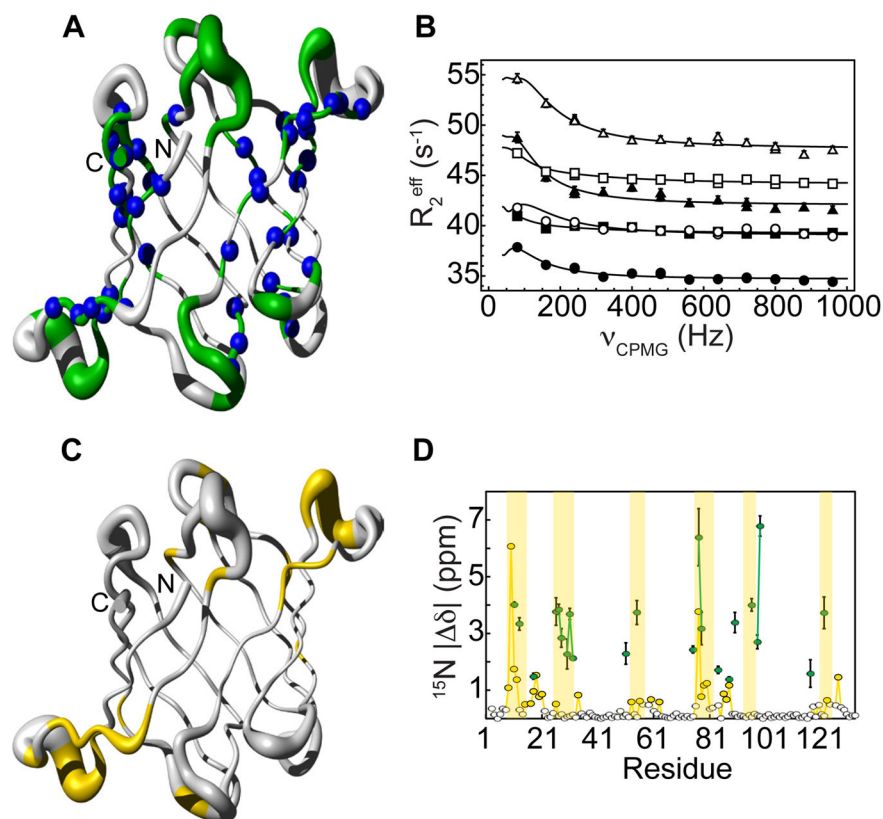 A
B
C
N
R2eff (s-1)
55
50
45
40
35
0
200
400
600
800
1000
νCPMG (Hz)
C
D
C
N
15N |Δδ| (ppm)
7
5
3
1
1
21
41
61
81
101
121
Residue